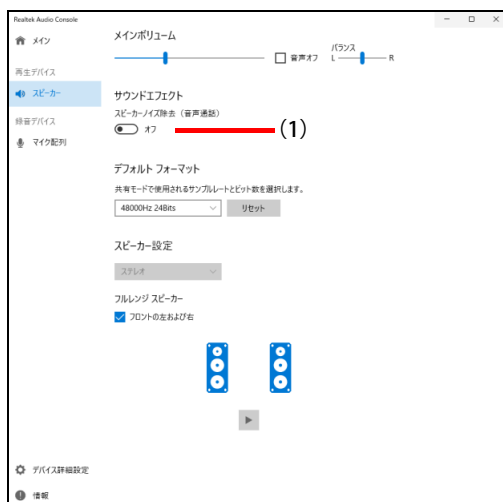 Realtek Audio Console
メイン
再生デバイス
スピーカー
録音デバイス
マイク配列
デバイス詳細設定
情報
メインボリューム
音声オフ
バランス
L
R
サウンドエフェクト
スピーカーノイズ除去（音声通話）
オフ
(1)
デフォルト フォーマット
共有モードで使用されるサンプルレートとビット数を選択します。
48000Hz 24Bits
リセット
スピーカー設定
ステレオ
フルレンジ スピーカー
フロントの左および右